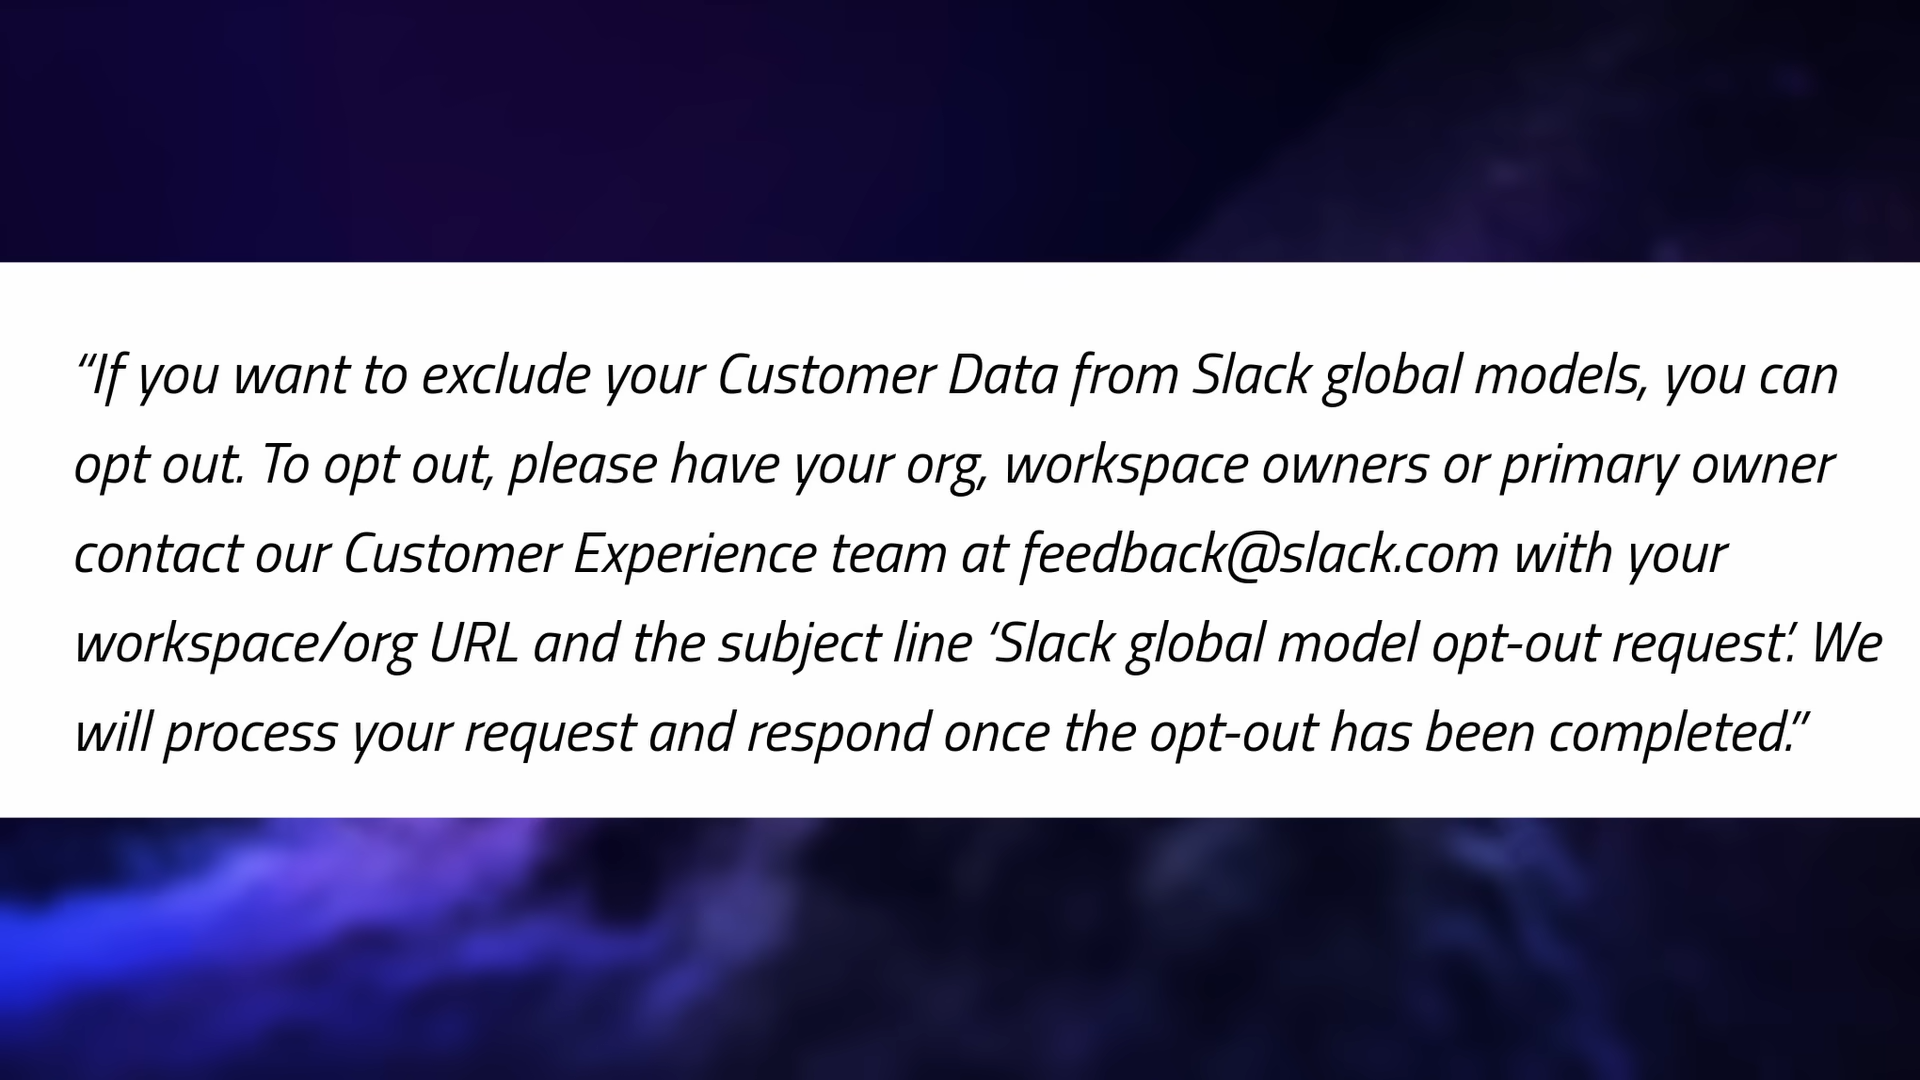 “If you want to exclude your Customer Data from Slack global models, you can
opt out. To opt out, please have your org, workspace owners or primary owner
contact our Customer Experience team at feedback@slack.com with your
workspace/org URL and the subject line ‘Slack global model opt-out request’. We
will process your request and respond once the opt-out has been completed.”